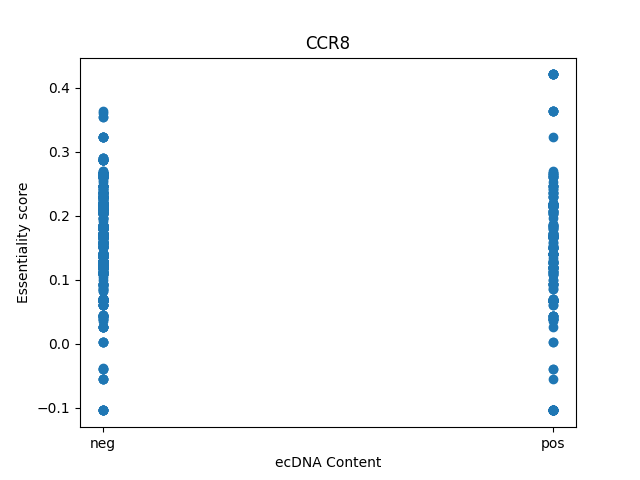 CCR8
Essentiality score
0.4
0.3
0.2
0.1
0.0
−0.1
neg
pos
ecDNA Content